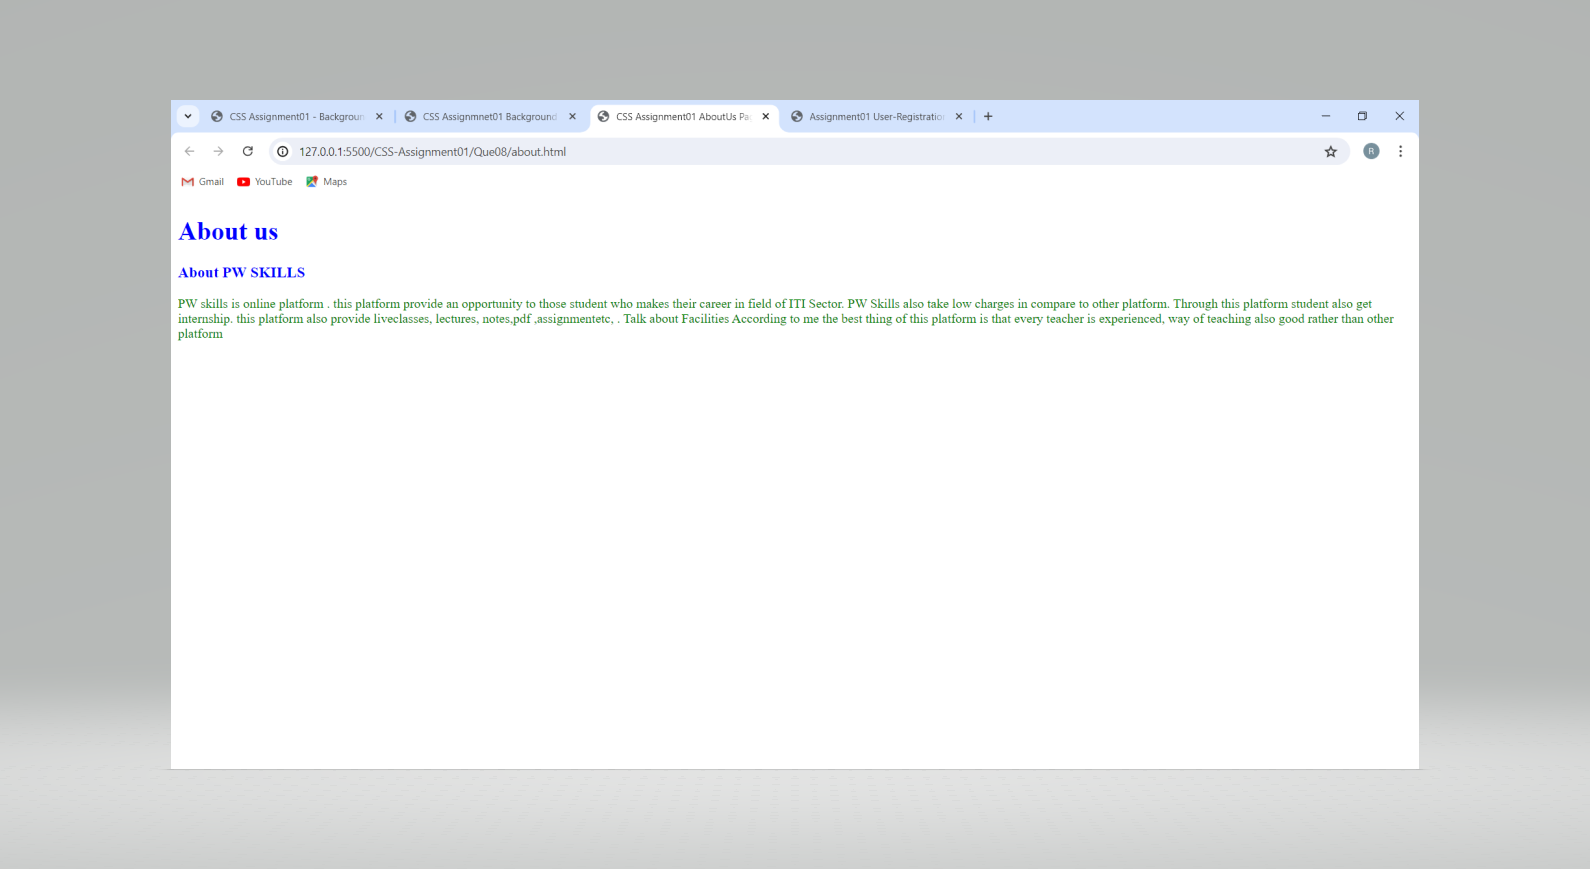 CSS Assignment01 - Backgroun
CSS Assignmnet01 Background
CSS Assignment01 AboutUs Pa
Assignment01 User-Registratio
127.0.0.1:5500/CSS-Assignment01/Que08/about.html
R
Gmail
YouTube
Maps
About us
About PW SKILLS
PW skills is online platform . this platform provide an opportunity to those student who makes their career in field of ITI Sector. PW Skills also take low charges in compare to other platform. Through this platform student also get
internship. this platform also provide liveclasses, lectures, notes,pdf ,assignmentetc, . Talk about Facilities According to me the best thing of this platform is that every teacher is experienced, way of teaching also good rather than other
platform